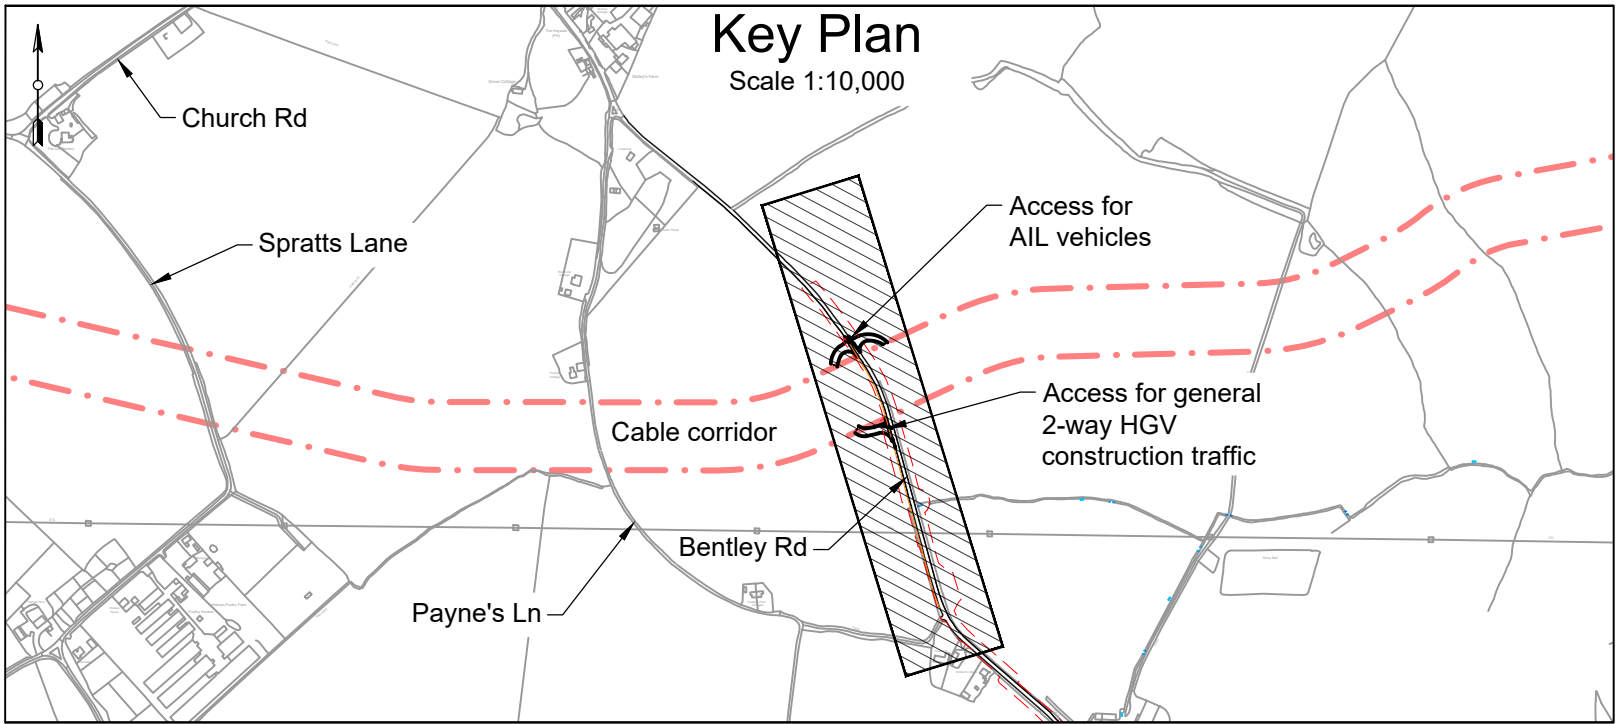 Key Plan
Scale 1:10,000
Church Rd
Spratts Lane
Access for
AIL vehicles
Access for general
2-way HGV
construction traffic
Cable corridor
Bentley Rd
Payne's Ln